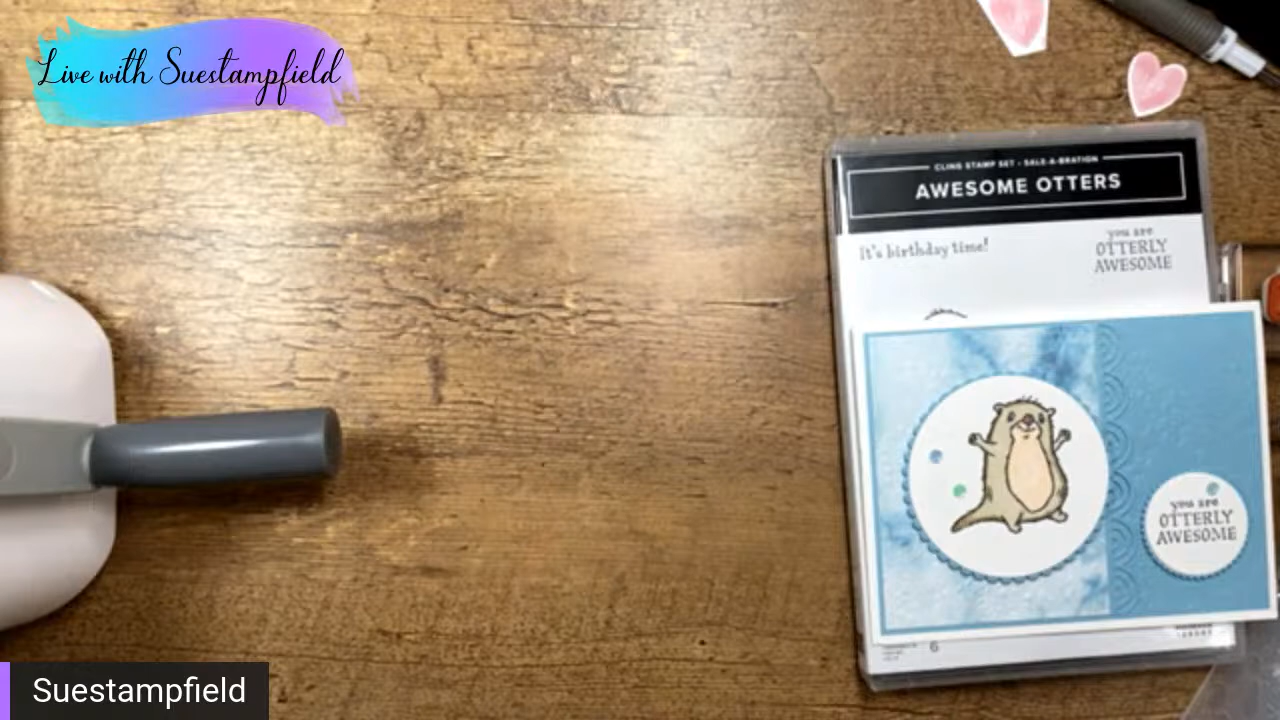 Live with Suestampfield
CLING STAMP SET • SALE-A-BRATION
AWESOME OTTERS
it's birthday time!
you are
OTTERLY
AWESOME
you are
OTTERLY
AWESOME
6
Suestampfield